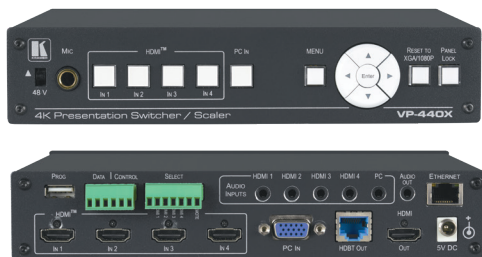 K
KRAMER
MIC
HDMI™
PC IN
MENU
Enter
RESET TO
XGA/1080P
PANEL
LOCK
48 V
IN 1
IN 2
IN 3
IN 4
4K Presentation Switcher / Scaler
VP-440X
PROG
DATA
CONTROL
SELECT
AUDIO
INPUTS
HDMI 1
HDMI 2
HDMI 3
HDMI 4
PC
AUDIO
OUT
ETHERNET
HDMI™
IN 1
IN 2
IN 3
IN 4
PC IN
HDBT OUT
HDMI
OUT
5V DC